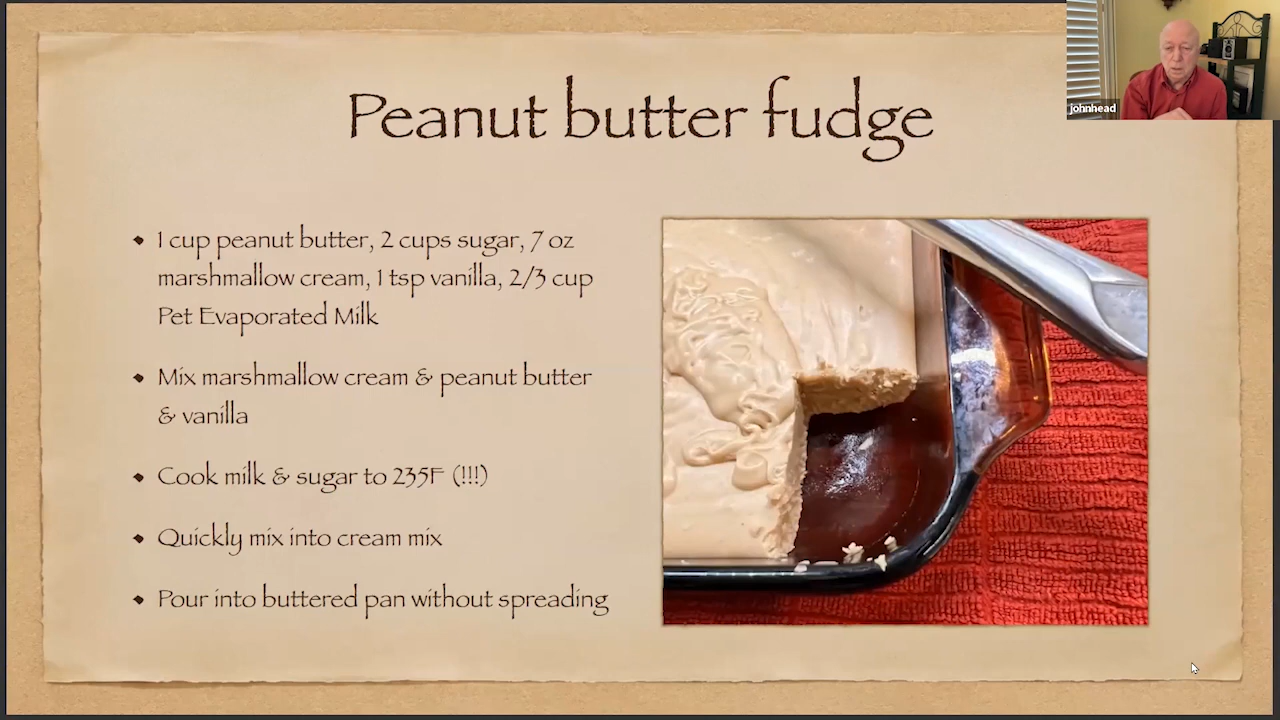 johnhead
Peanut butter fudge
1 cup peanut butter, 2 cups sugar, 7 oz
marshmallow cream, 1 tsp vanilla, 2/3 cup
Pet Evaporated Milk
Mix marshmallow cream & peanut butter
& vanilla
Cook milk & sugar to 235F (!!!)
Quickly mix into cream mix
Pour into buttered pan without spreading